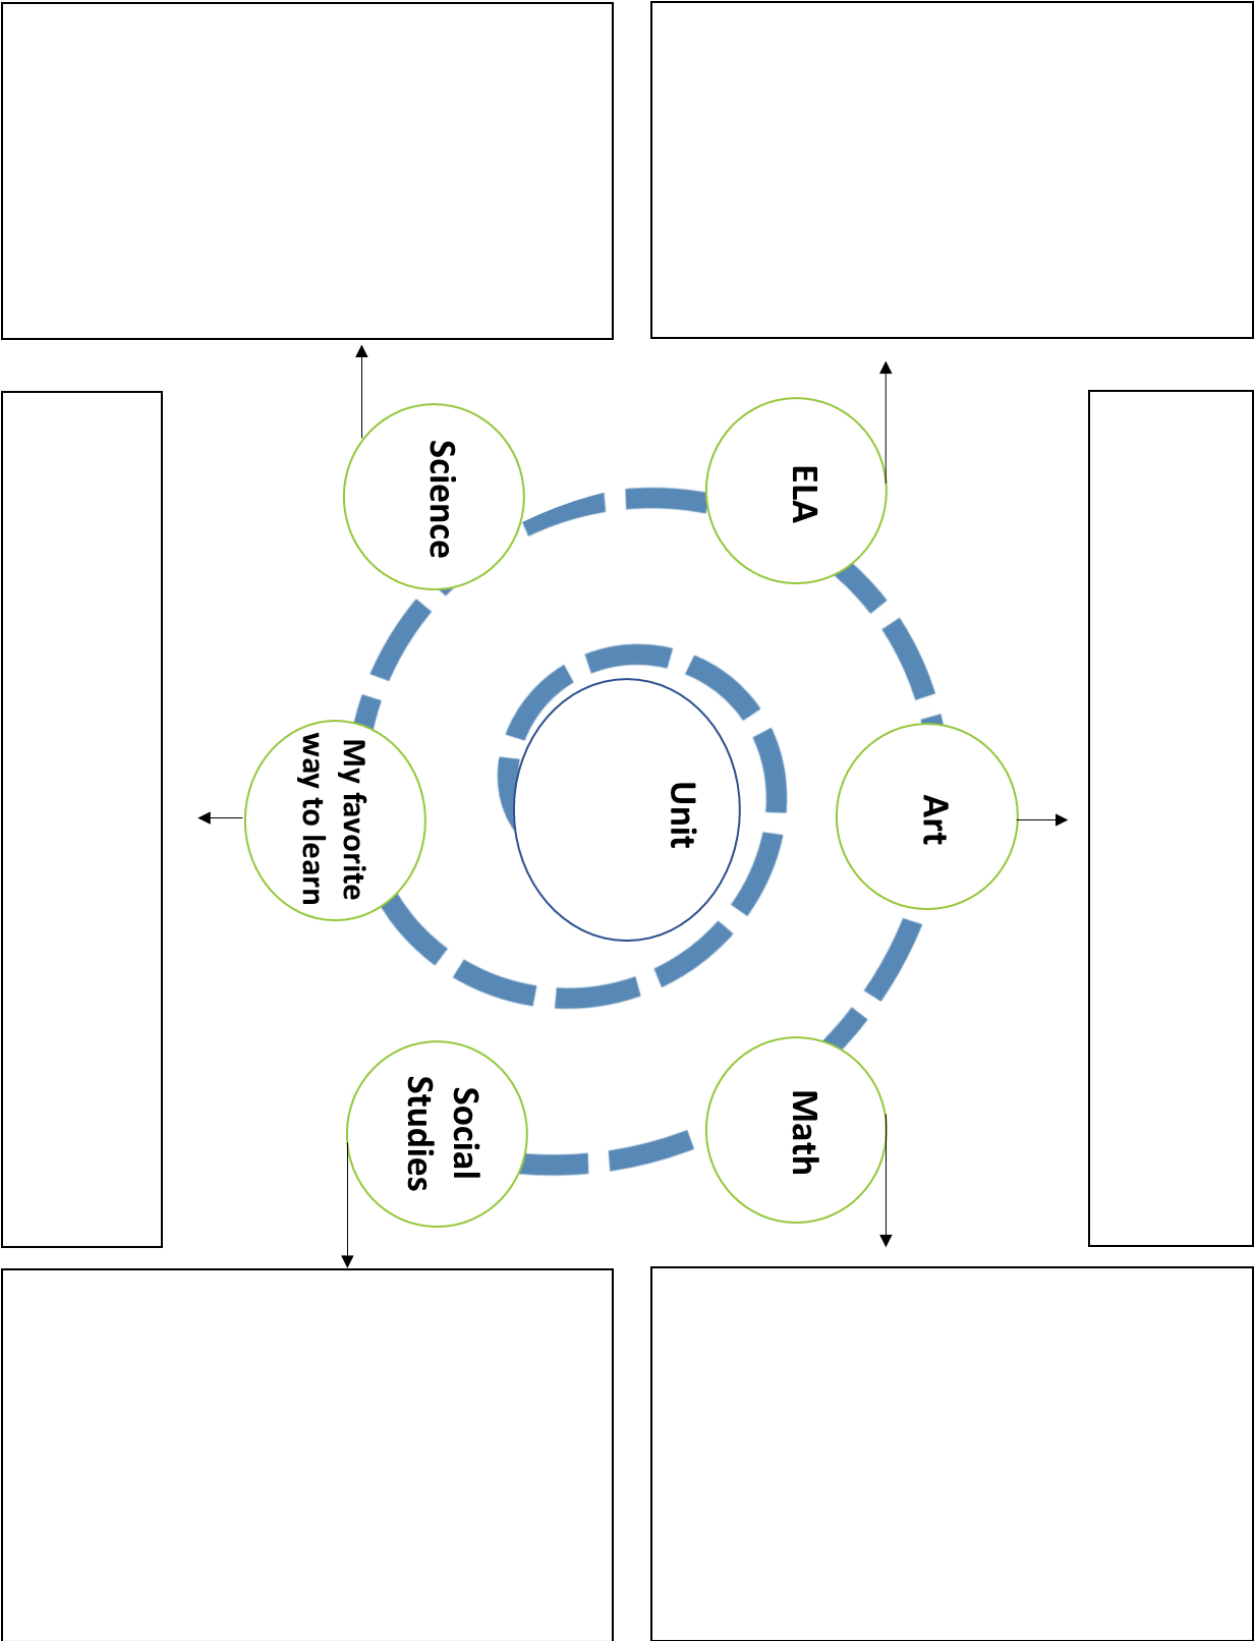 Art
ELA
Math
Unit
Science
Social
Studies
My favorite
way to learn